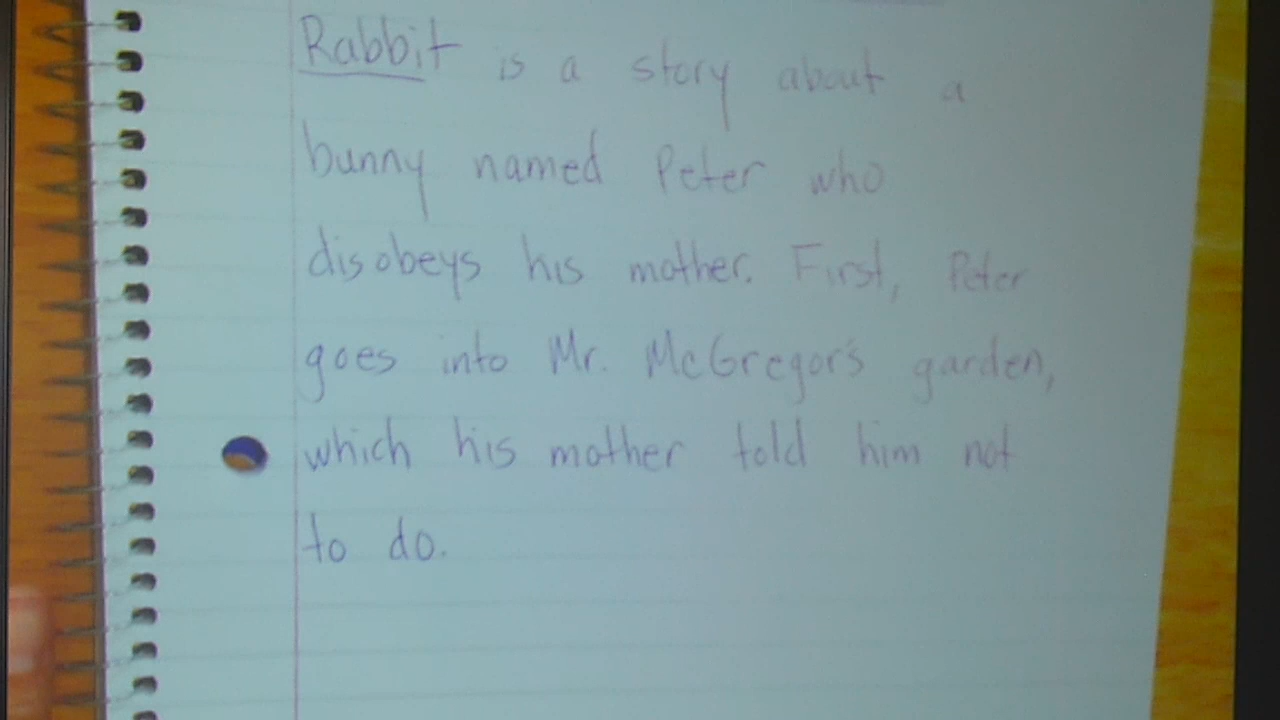 Rabbit is a story about a
bunny named Peter who
disobeys his mother. First, Peter
goes into Mr. McGregor's garden,
which his mother told him not
to do.